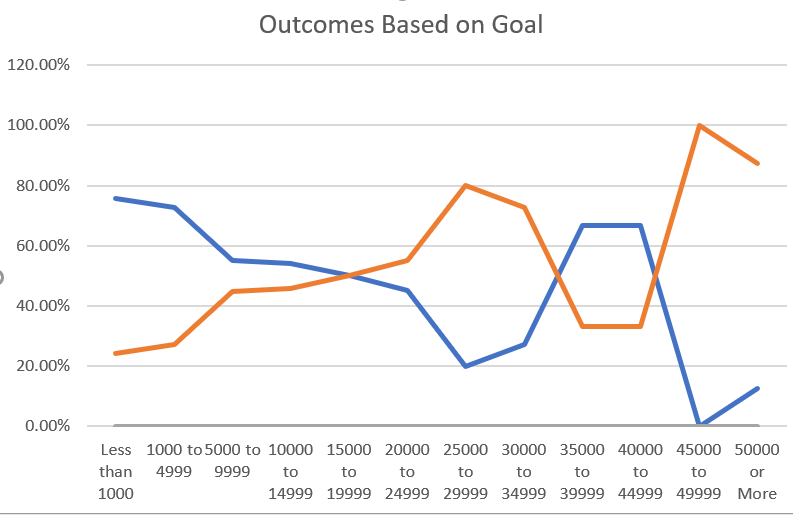 Outcomes Based on Goal
120.00%
100.00%
80.00%
60.00%
40.00%
20.00%
0.00%
Less than 1000
1000 to 4999
5000 to 9999
10000 to 14999
15000 to 19999
20000 to 24999
25000 to 29999
30000 to 34999
35000 to 39999
40000 to 44999
45000 to 49999
50000 or More